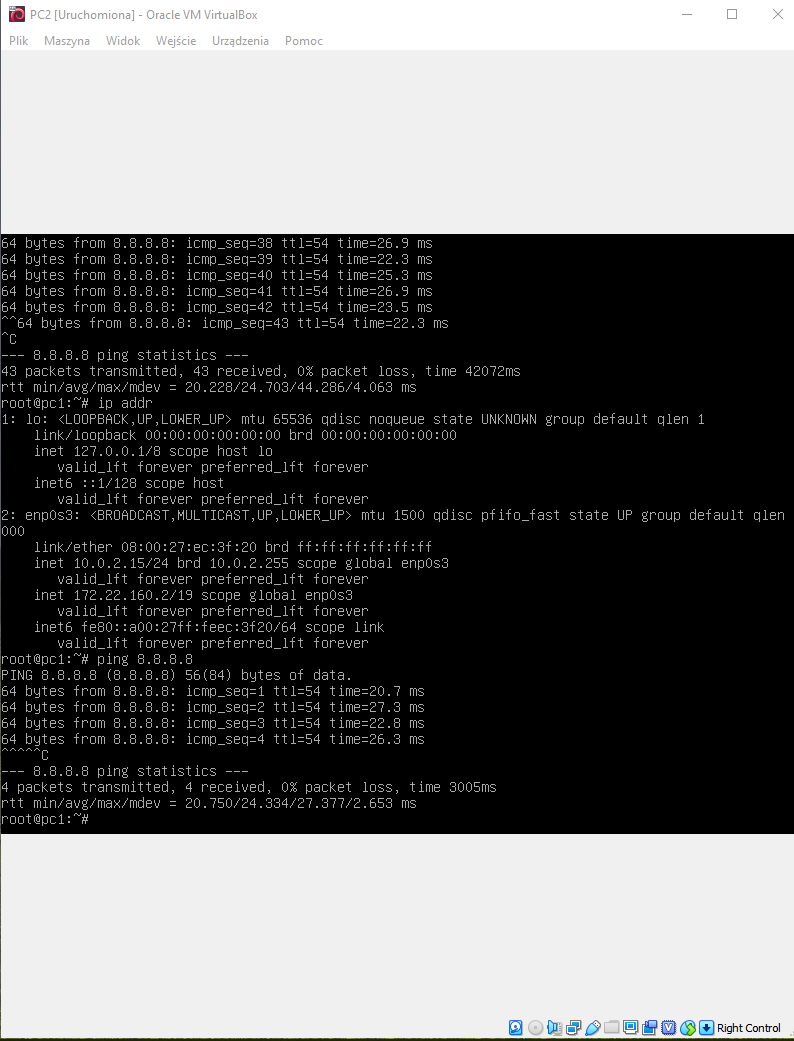 PC2 [Uruchomiona] - Oracle VM VirtualBox
Plik Maszyna Widok Wejście Urządzenia Pomoc
64 bytes from 8.8.8.8: icmp_seq=38 ttl=54 time=26.9 ms
64 bytes from 8.8.8.8: icmp_seq=39 ttl=54 time=22.3 ms
64 bytes from 8.8.8.8: icmp_seq=40 ttl=54 time=25.3 ms
64 bytes from 8.8.8.8: icmp_seq=41 ttl=54 time=26.9 ms
64 bytes from 8.8.8.8: icmp_seq=42 ttl=54 time=23.5 ms
^^64 bytes from 8.8.8.8: icmp_seq=43 ttl=54 time=22.3 ms
^C
--- 8.8.8.8 ping statistics ---
43 packets transmitted, 43 received, 0% packet loss, time 42072ms
rtt min/avg/max/mdev = 20.228/24.703/44.286/4.063 ms
root@pc1:~# ip addr
1: lo: <LOOPBACK,UP,LOWER_UP> mtu 65536 qdisc noqueue state UNKNOWN group default qlen 1
    link/loopback 00:00:00:00:00:00 brd 00:00:00:00:00:00
    inet 127.0.0.1/8 scope host lo
       valid_lft forever preferred_lft forever
    inet6 ::1/128 scope host
       valid_lft forever preferred_lft forever
2: enp0s3: <BROADCAST,MULTICAST,UP,LOWER_UP> mtu 1500 qdisc pfifo_fast state UP group default qlen
000
    link/ether 08:00:27:ec:3f:20 brd ff:ff:ff:ff:ff:ff
    inet 10.0.2.15/24 brd 10.0.2.255 scope global enp0s3
       valid_lft forever preferred_lft forever
    inet 172.22.160.2/19 scope global enp0s3
       valid_lft forever preferred_lft forever
    inet6 fe80::a00:27ff:feec:3f20/64 scope link
       valid_lft forever preferred_lft forever
root@pc1:~# ping 8.8.8.8
PING 8.8.8.8 (8.8.8.8) 56(84) bytes of data.
64 bytes from 8.8.8.8: icmp_seq=1 ttl=54 time=20.7 ms
64 bytes from 8.8.8.8: icmp_seq=2 ttl=54 time=27.3 ms
64 bytes from 8.8.8.8: icmp_seq=3 ttl=54 time=22.8 ms
64 bytes from 8.8.8.8: icmp_seq=4 ttl=54 time=26.3 ms
^^^^^C
--- 8.8.8.8 ping statistics ---
4 packets transmitted, 4 received, 0% packet loss, time 3005ms
rtt min/avg/max/mdev = 20.750/24.334/27.377/2.653 ms
root@pc1:~#
Right Control